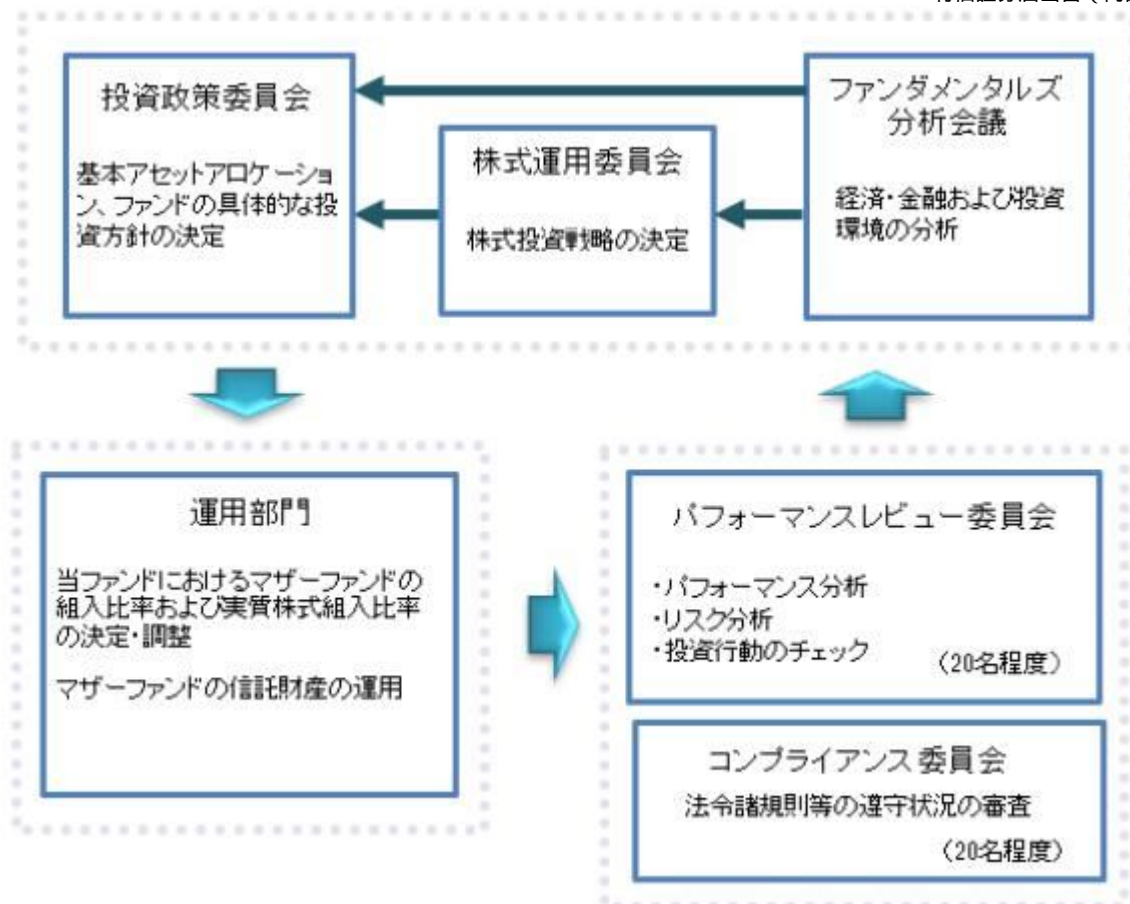 投資政策委員会
基本アセットアロケーショ
ン、ファンドの具体的な投
資方針の決定
株式運用委員会
株式投資戦略の決定
ファンダメンタルズ
分析会議
経済・金融および投資
環境の分析
運用部門
当ファンドにおけるマザーファンドの
組入比率および実質株式組入比率
の決定・調整
マザーファンドの信託財産の運用
パフォーマンスレビュー委員会
・パフォーマンス分析
・リスク分析
・投資行動のチェック
（20名程度）
コンプライアンス委員会
法令諸規則等の遵守状況の審査
（20名程度）